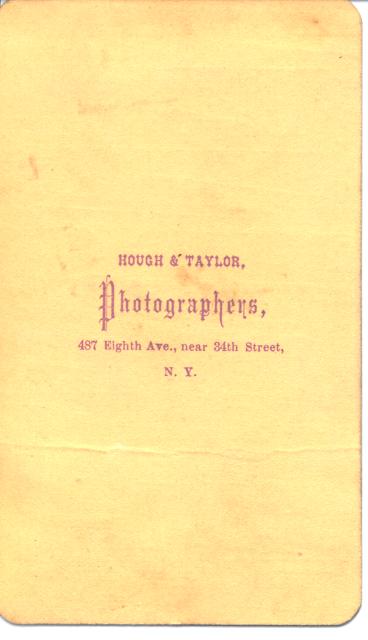 HOUGH & TAYLOR,
Photographers,
487 Eighth Ave., near 34th Street,
N. Y.